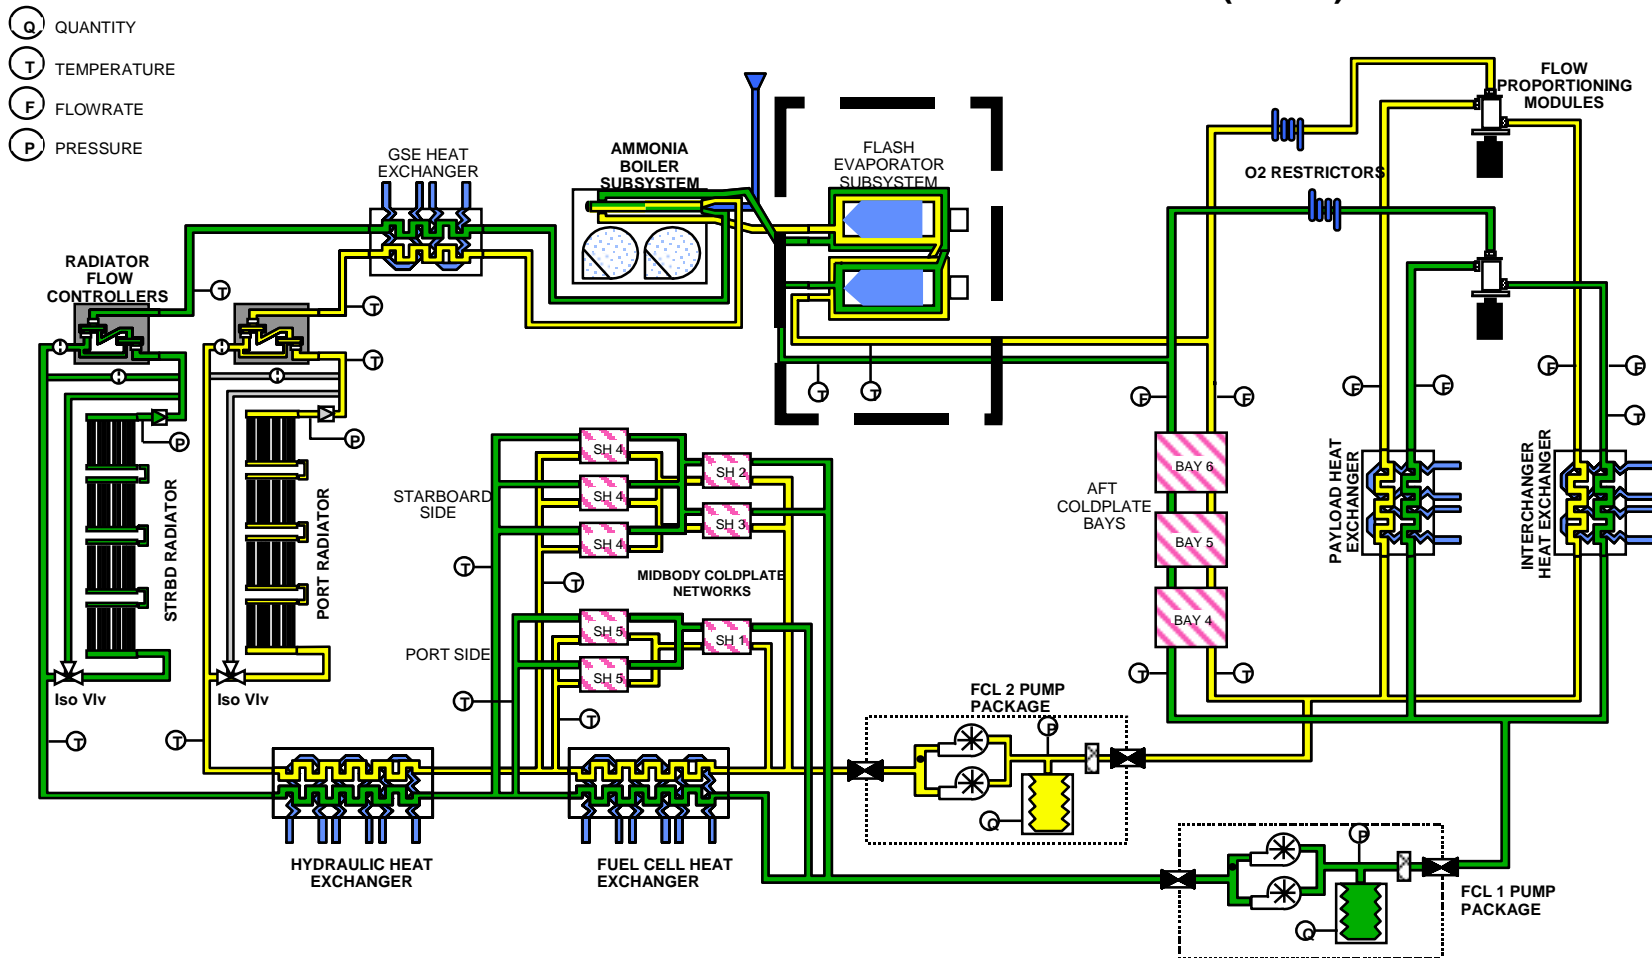 Q QUANTITY
T TEMPERATURE
F FLOWRATE
P PRESSURE
GSE HEAT
EXCHANGER
AMMONIA
BOILER
SUBSYSTEM
FLASH
EVAPORATOR
SUBSYSTEM
FLOW
PROPORTIONING
MODULES
O2 RESTRICTORS
RADIATOR
FLOW
CONTROLLERS
T
T
H
H
T
H
H
T
T
F
F
F
F
F
F
T
P
P
STRBD RADIATOR
PORT RADIATOR
STARBOARD
SIDE
SH 4
SH 4
SH 4
SH 2
SH 3
T
T
MIDBODY COLDPLATE
NETWORKS
AFT
COLDPLATE
BAYS
BAY 6
BAY 5
BAY 4
PAYLOAD HEAT
EXCHANGER
INTERCHANGER
HEAT EXCHANGER
PORT SIDE
SH 5
SH 5
SH 1
T
T
T
T
Iso Vlv
Iso Vlv
T
T
FCL 2 PUMP
PACKAGE
P
Q
HYDRAULIC HEAT
EXCHANGER
FUEL CELL HEAT
EXCHANGER
P
Q
FCL 1 PUMP
PACKAGE